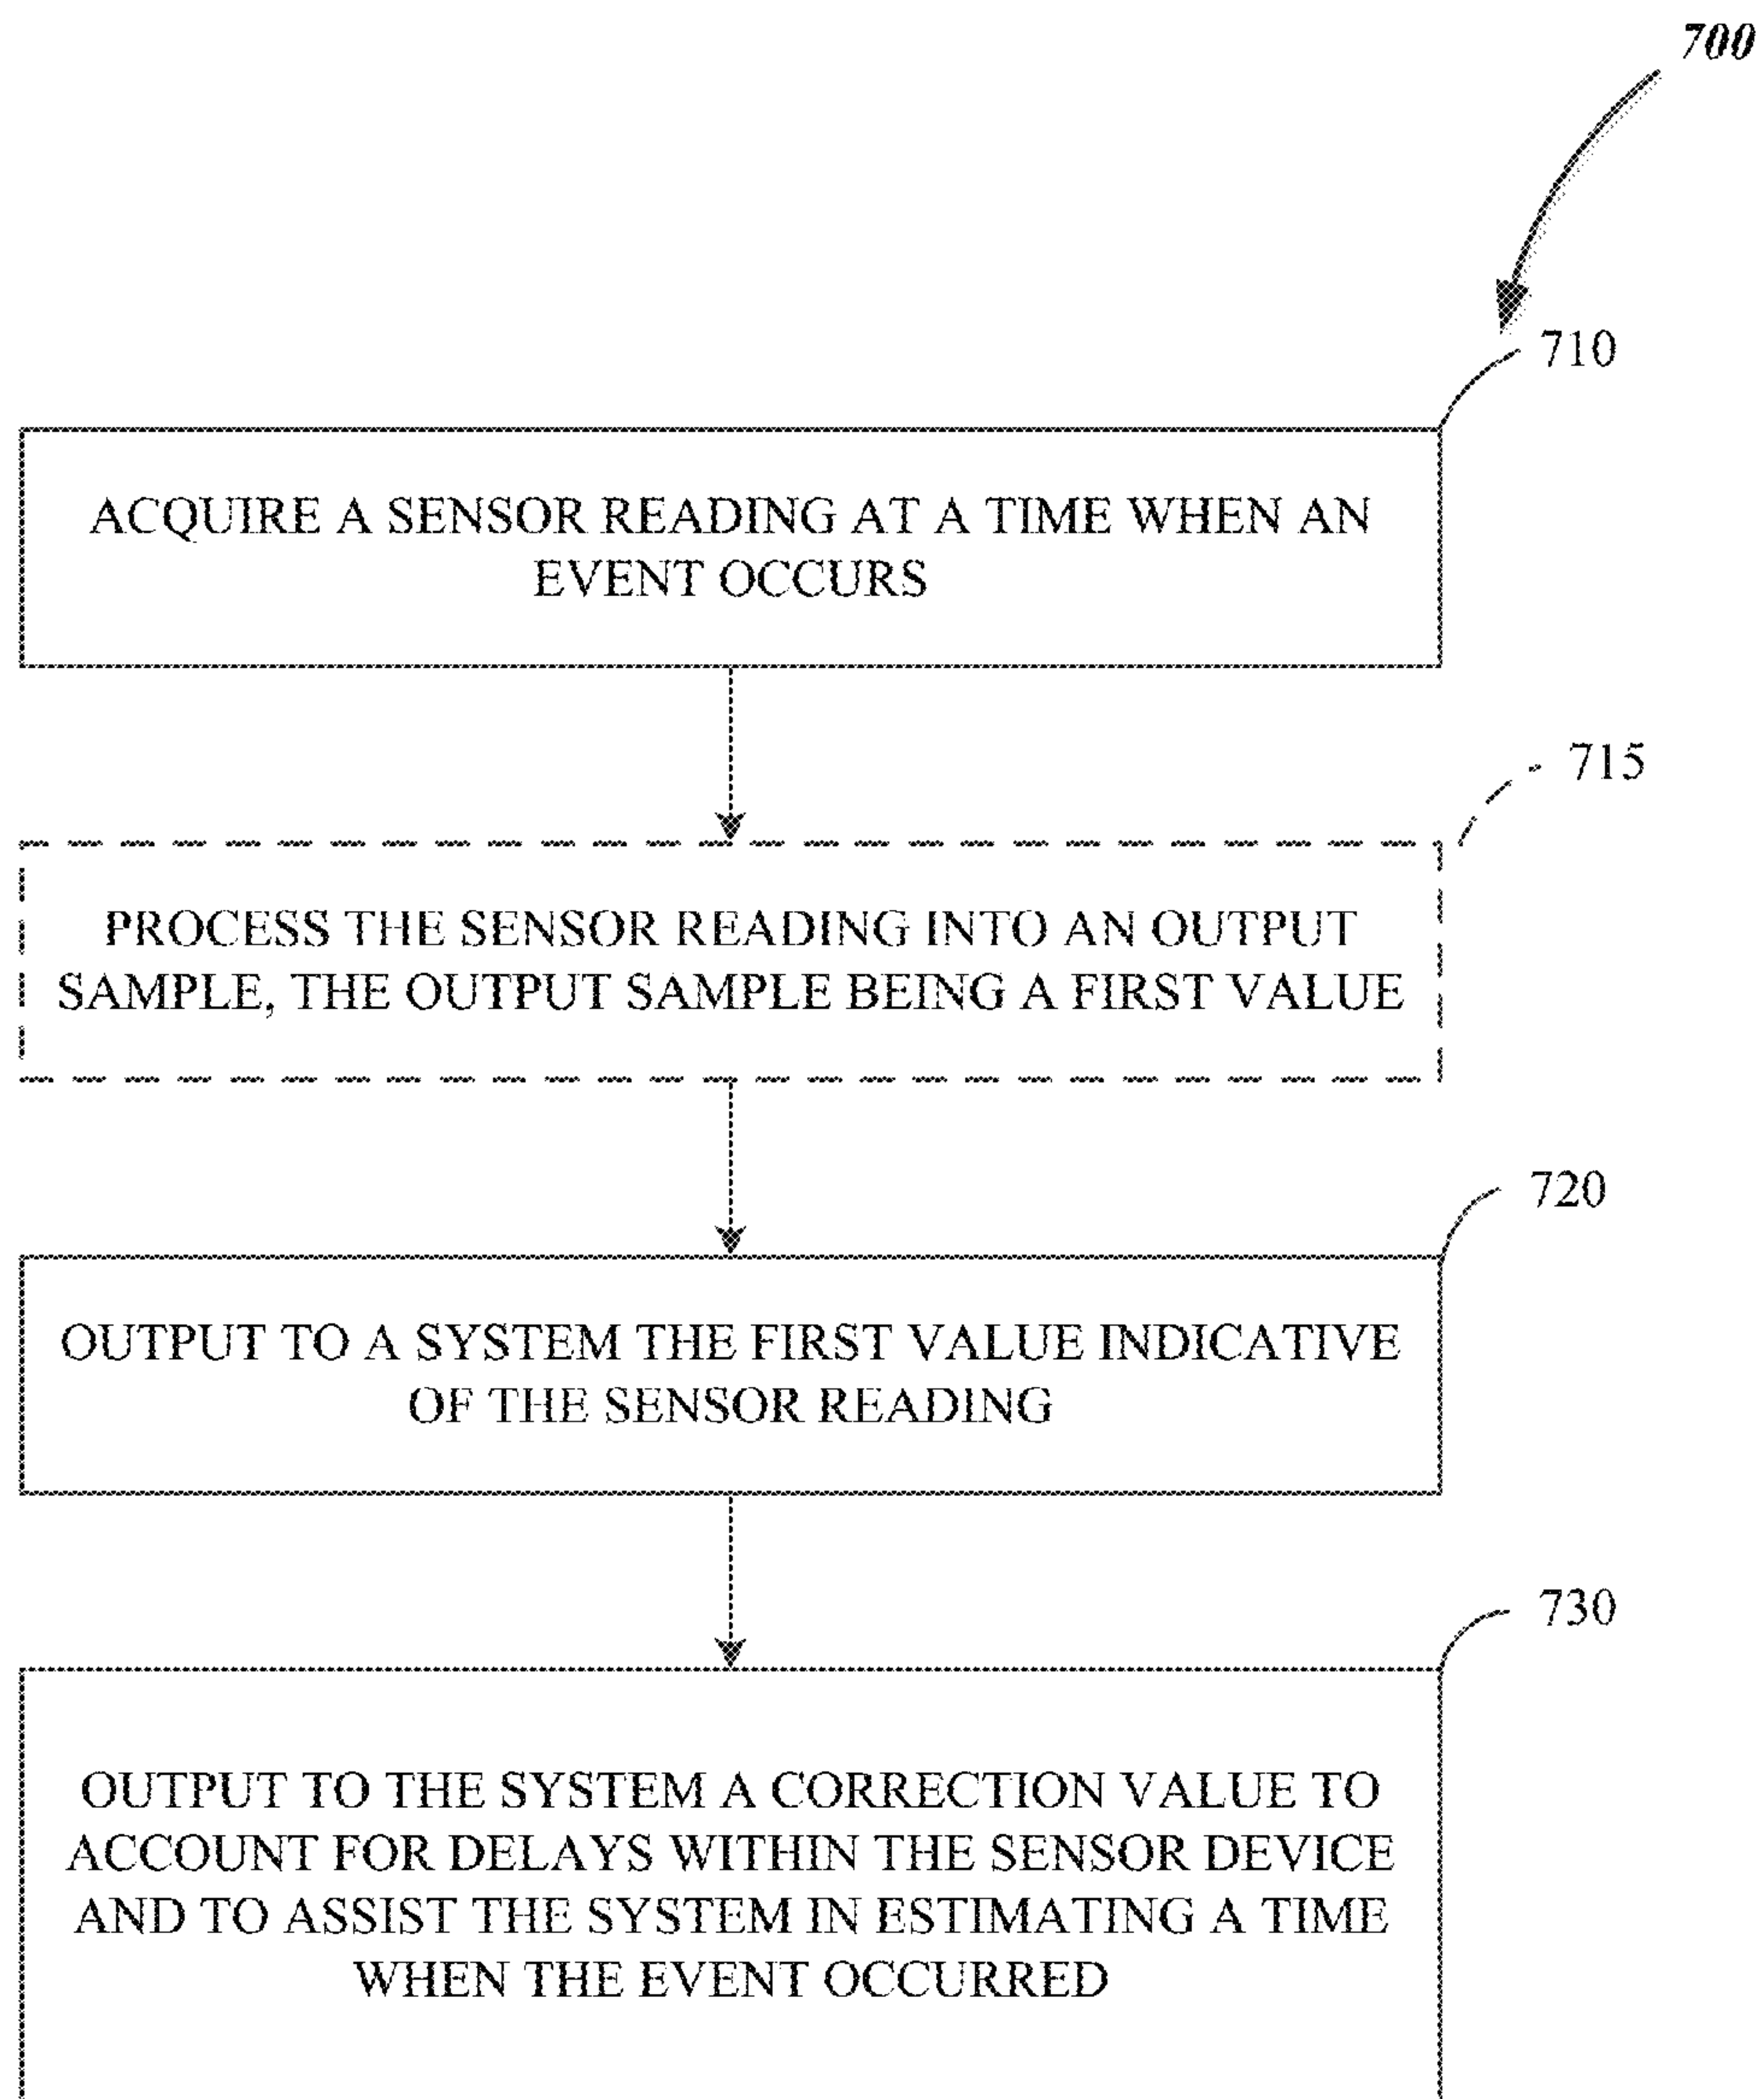 700
710
ACQUIRE A SENSOR READING AT A TIME WHEN AN
EVENT OCCURS
715
PROCESS THE SENSOR READING INTO AN OUTPUT
SAMPLE, THE OUTPUT SAMPLE BEING A FIRST VALUE
720
OUTPUT TO A SYSTEM THE FIRST VALUE INDICATIVE
OF THE SENSOR READING
730
OUTPUT TO THE SYSTEM A CORRECTION VALUE TO
ACCOUNT FOR DELAYS WITHIN THE SENSOR DEVICE
AND TO ASSIST THE SYSTEM IN ESTIMATING A TIME
WHEN THE EVENT OCCURRED